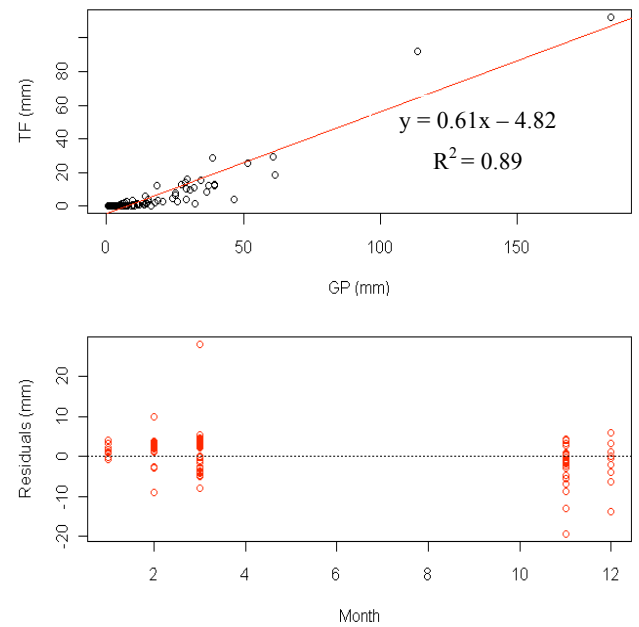 TF (mm)
80
60
40
20
0
y = 0.61x – 4.82
R² = 0.89
0 50 100 150
GP (mm)
Residuals (mm)
20
10
0
-10
-20
2 4 6 8 10 12
Month